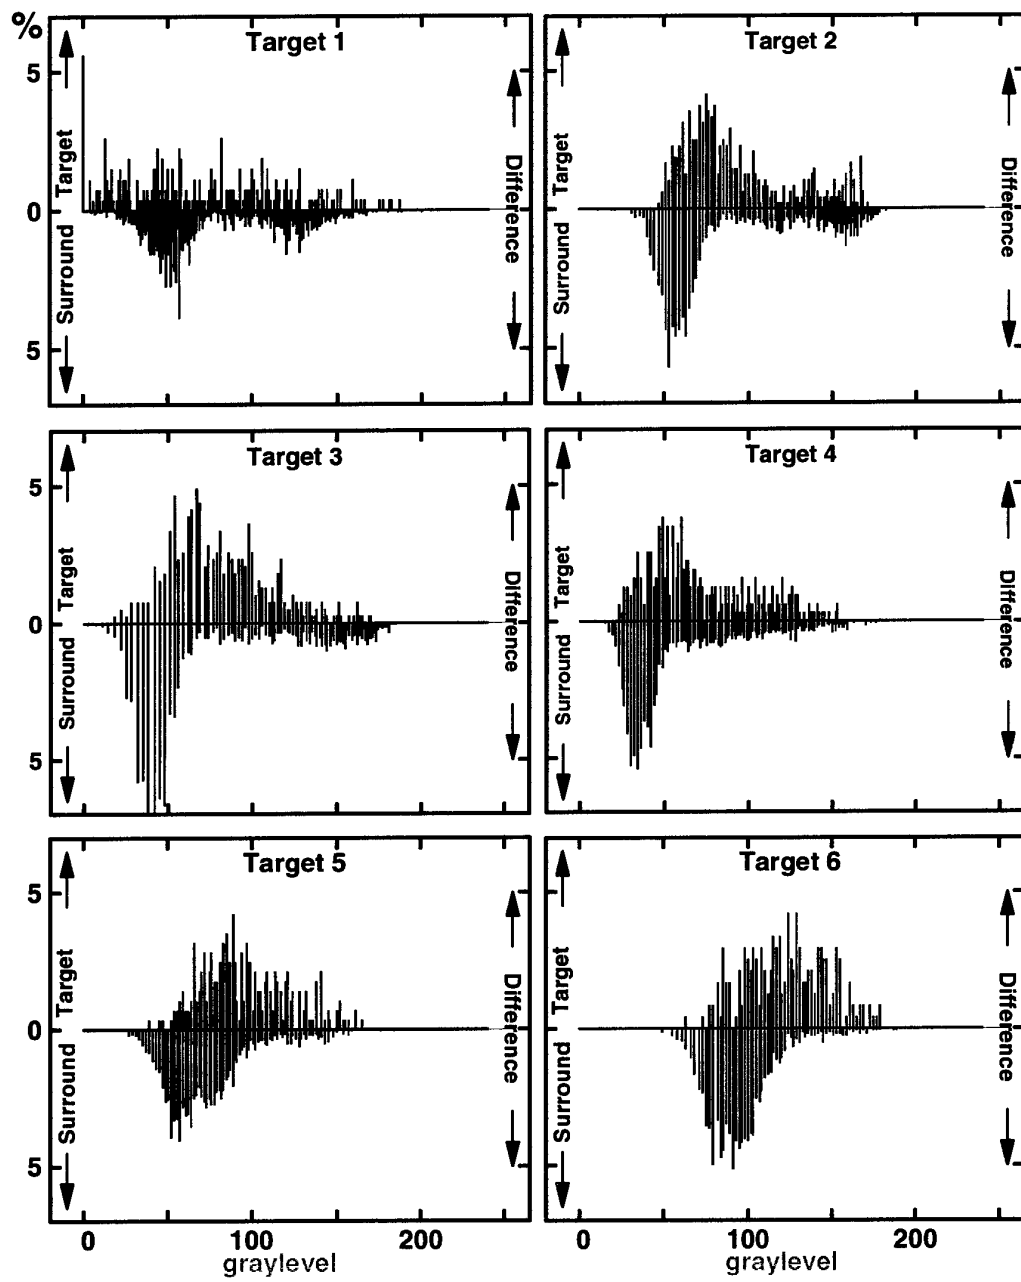 %
Target 1
Target 2
5
0
5
Target
Surround
Difference
Target
Surround
Difference
Target 3
Target 4
5
0
5
Target
Surround
Difference
Target
Surround
Difference
Target 5
Target 6
5
0
5
Target
Surround
Difference
Target
Surround
Difference
0 100 200
0 100 200
graylevel
graylevel